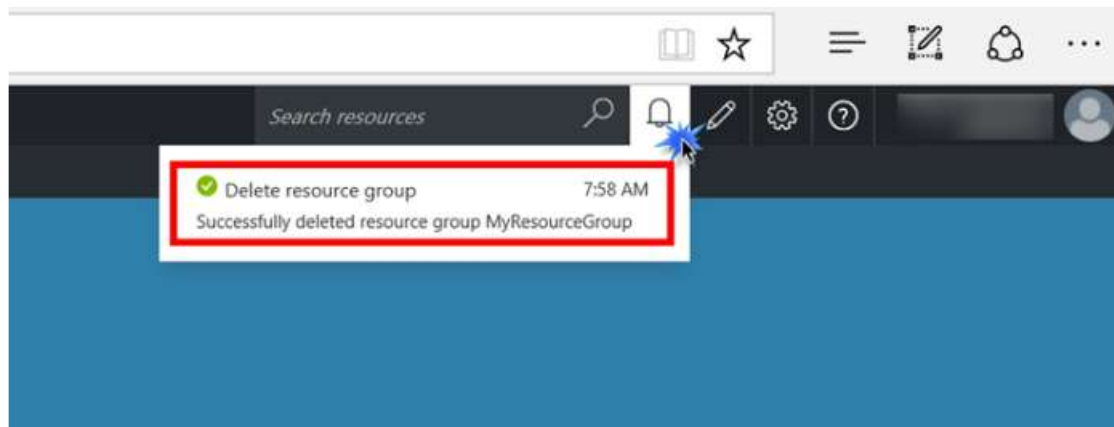 Search resources
Delete resource group 7:58 AM
Successfully deleted resource group MyResourceGroup